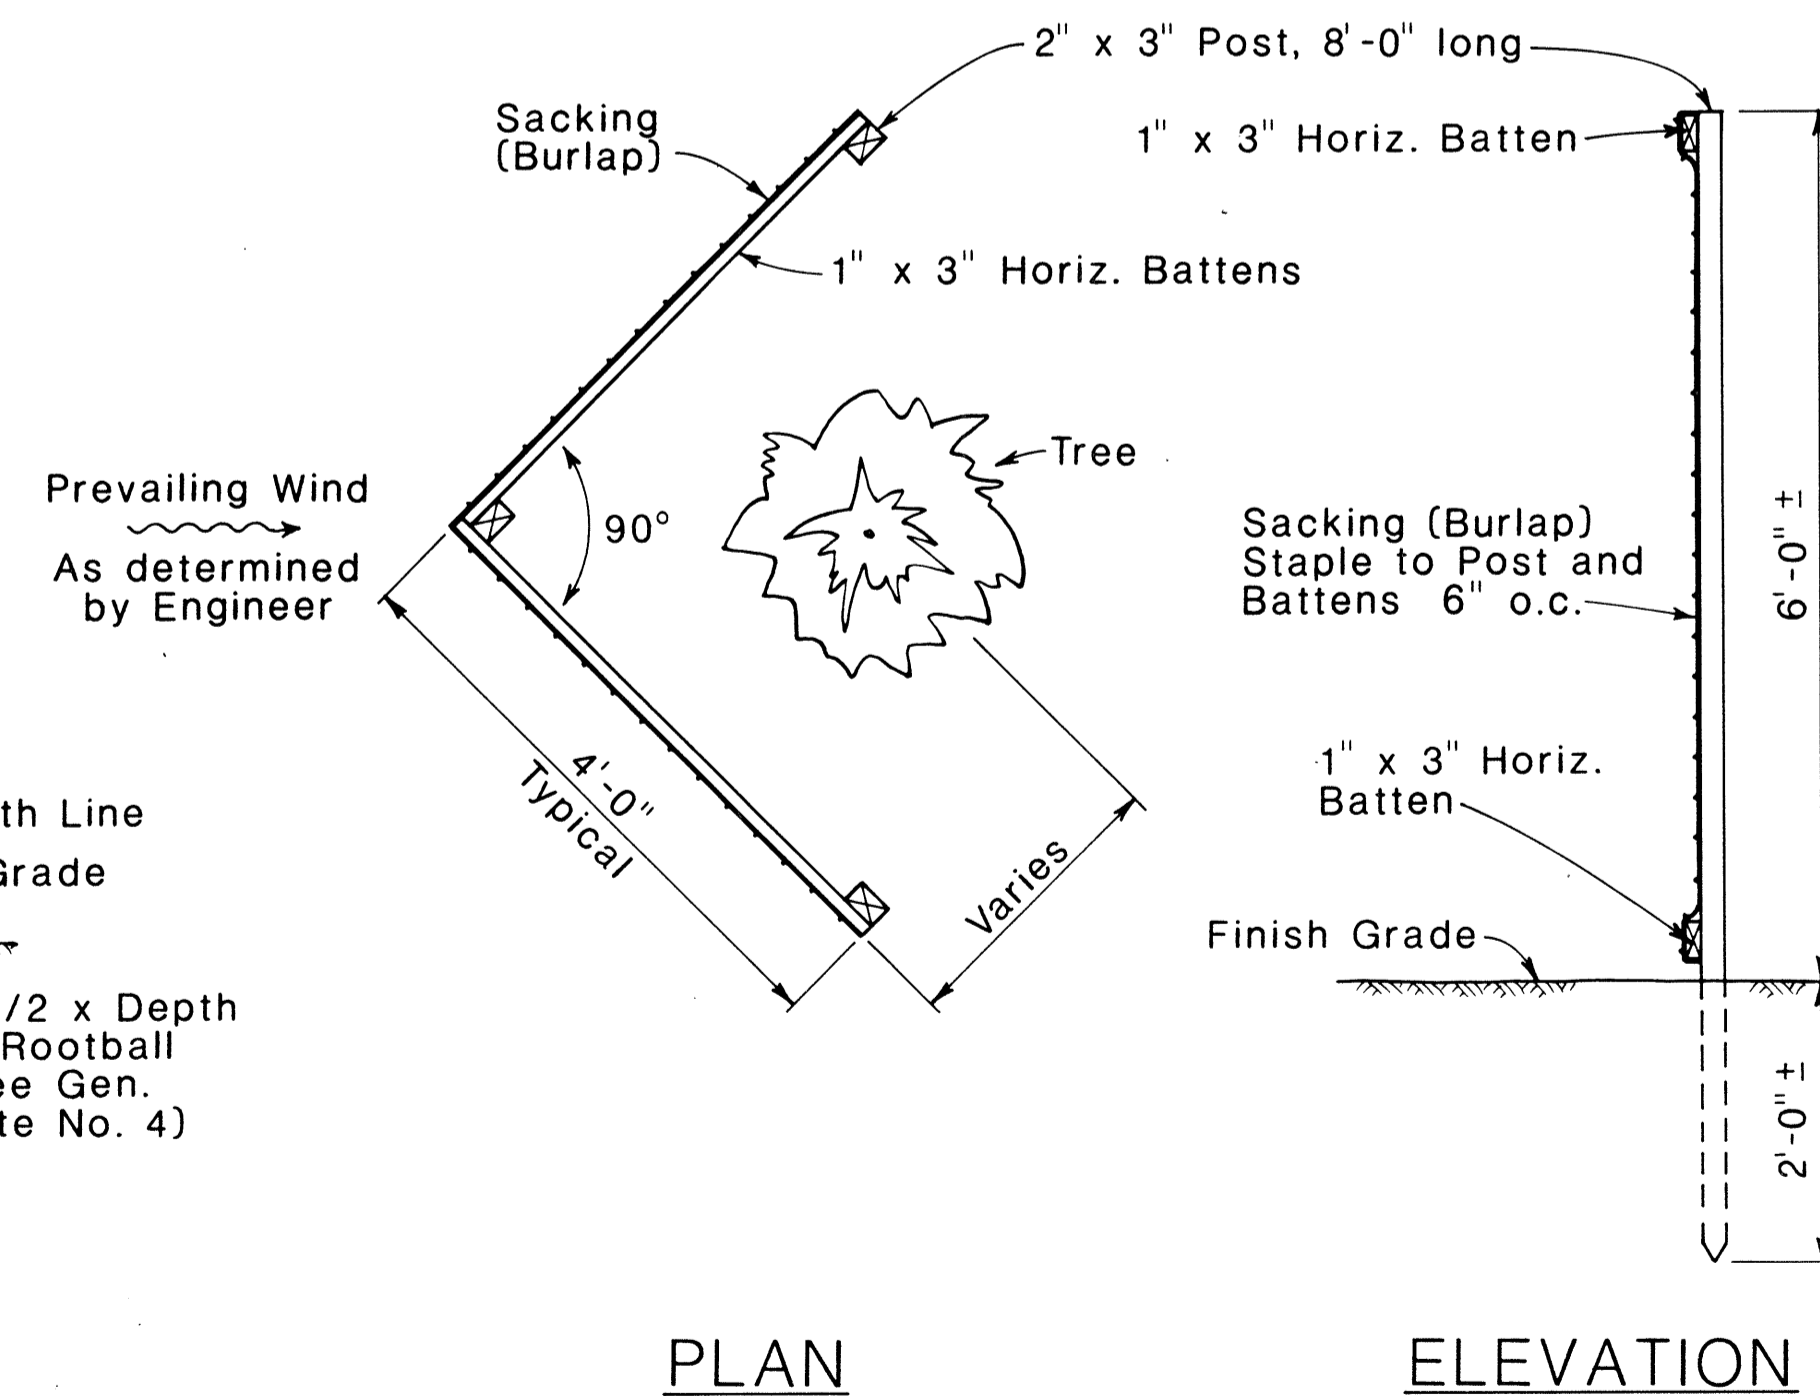 2" x 3" Post, 8'-0" long
Sacking
(Burlap)
1" x 3" Horiz. Batten
1" x 3" Horiz. Battens
Tree
Prevailing Wind
As determined
by Engineer
90°
Sacking (Burlap)
Staple to Post and
Battens 6" o.c.
6'-0" ±
4'-0"
Typical
Varies
1" x 3" Horiz.
Batten
Finish Grade
2'-0" ±
th Line
Grade
/2 x Depth
Rootball
ee Gen.
te No. 4)
PLAN
ELEVATION